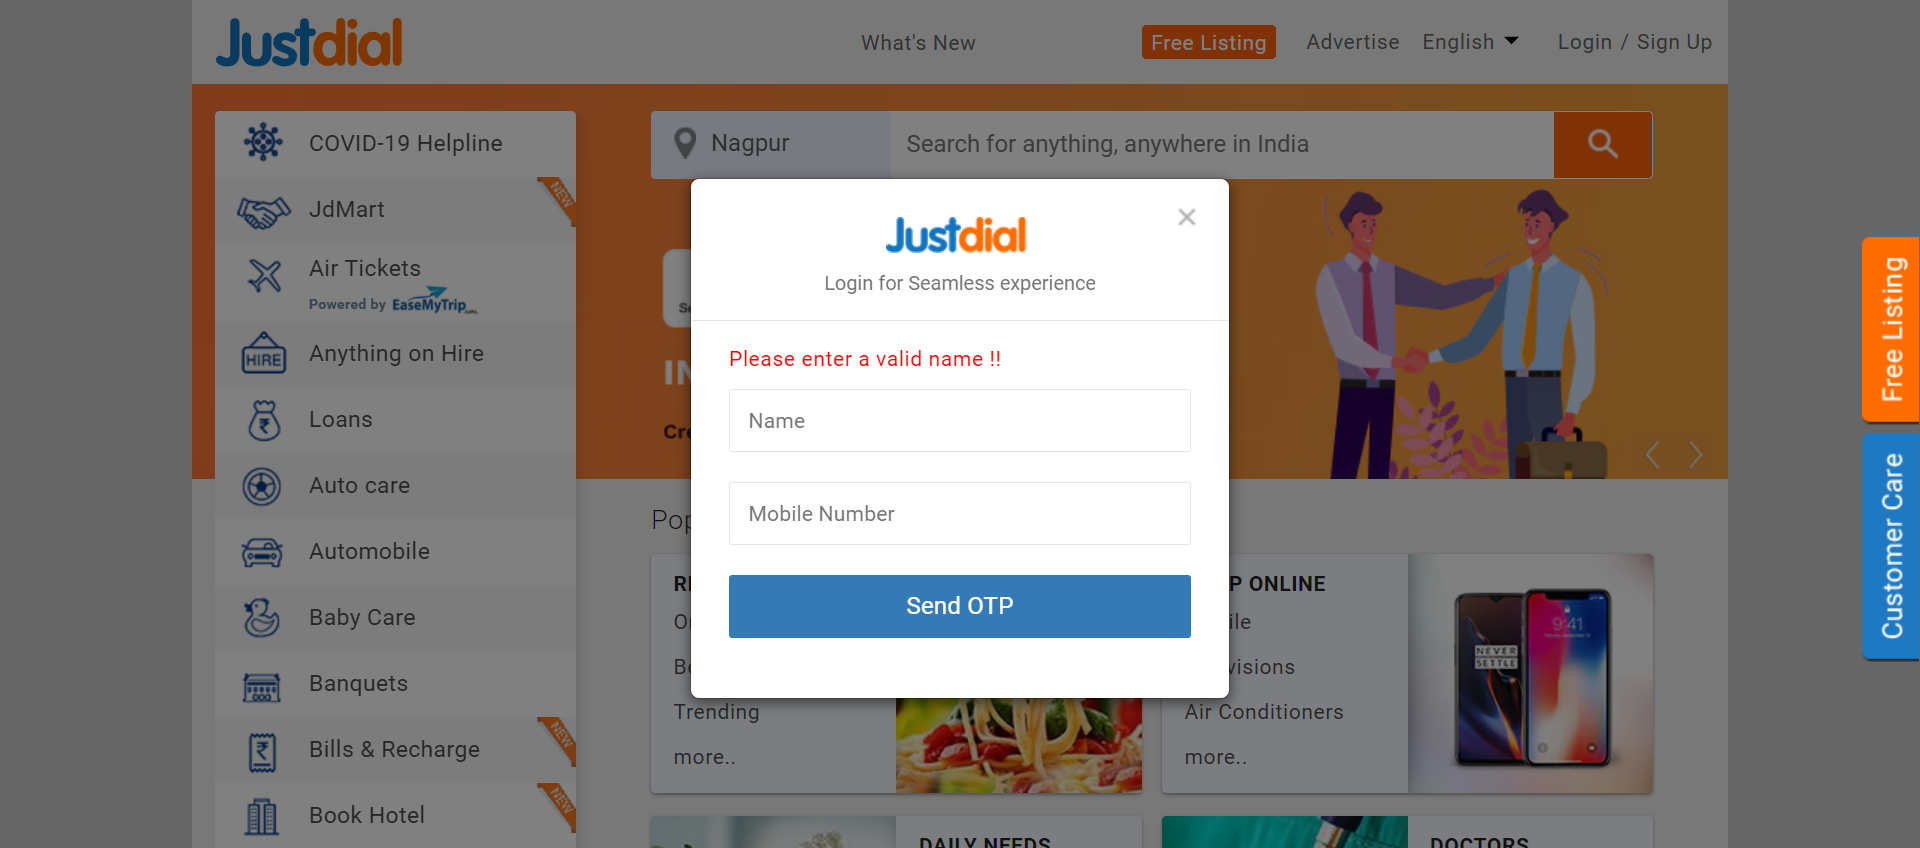 Justdial
What's New
Free Listing
Advertise
English
Login / Sign Up
COVID-19 Helpline
JdMart
NEW
Air Tickets
Powered by EaseMyTrip.com
HIRE
Anything on Hire
Loans
Auto care
Automobile
Baby Care
Banquets
Bills & Recharge
NEW
Book Hotel
NEW
Nagpur
Search for anything, anywhere in India
Justdial
×
Login for Seamless experience
Please enter a valid name !!
Name
Mobile Number
Send OTP
Trending
more..
P ONLINE
ile
visions
Air Conditioners
more..
9:41
NEVER
SETTLE
DAILY NEEDS
DOCTORS
Free Listing
Customer Care